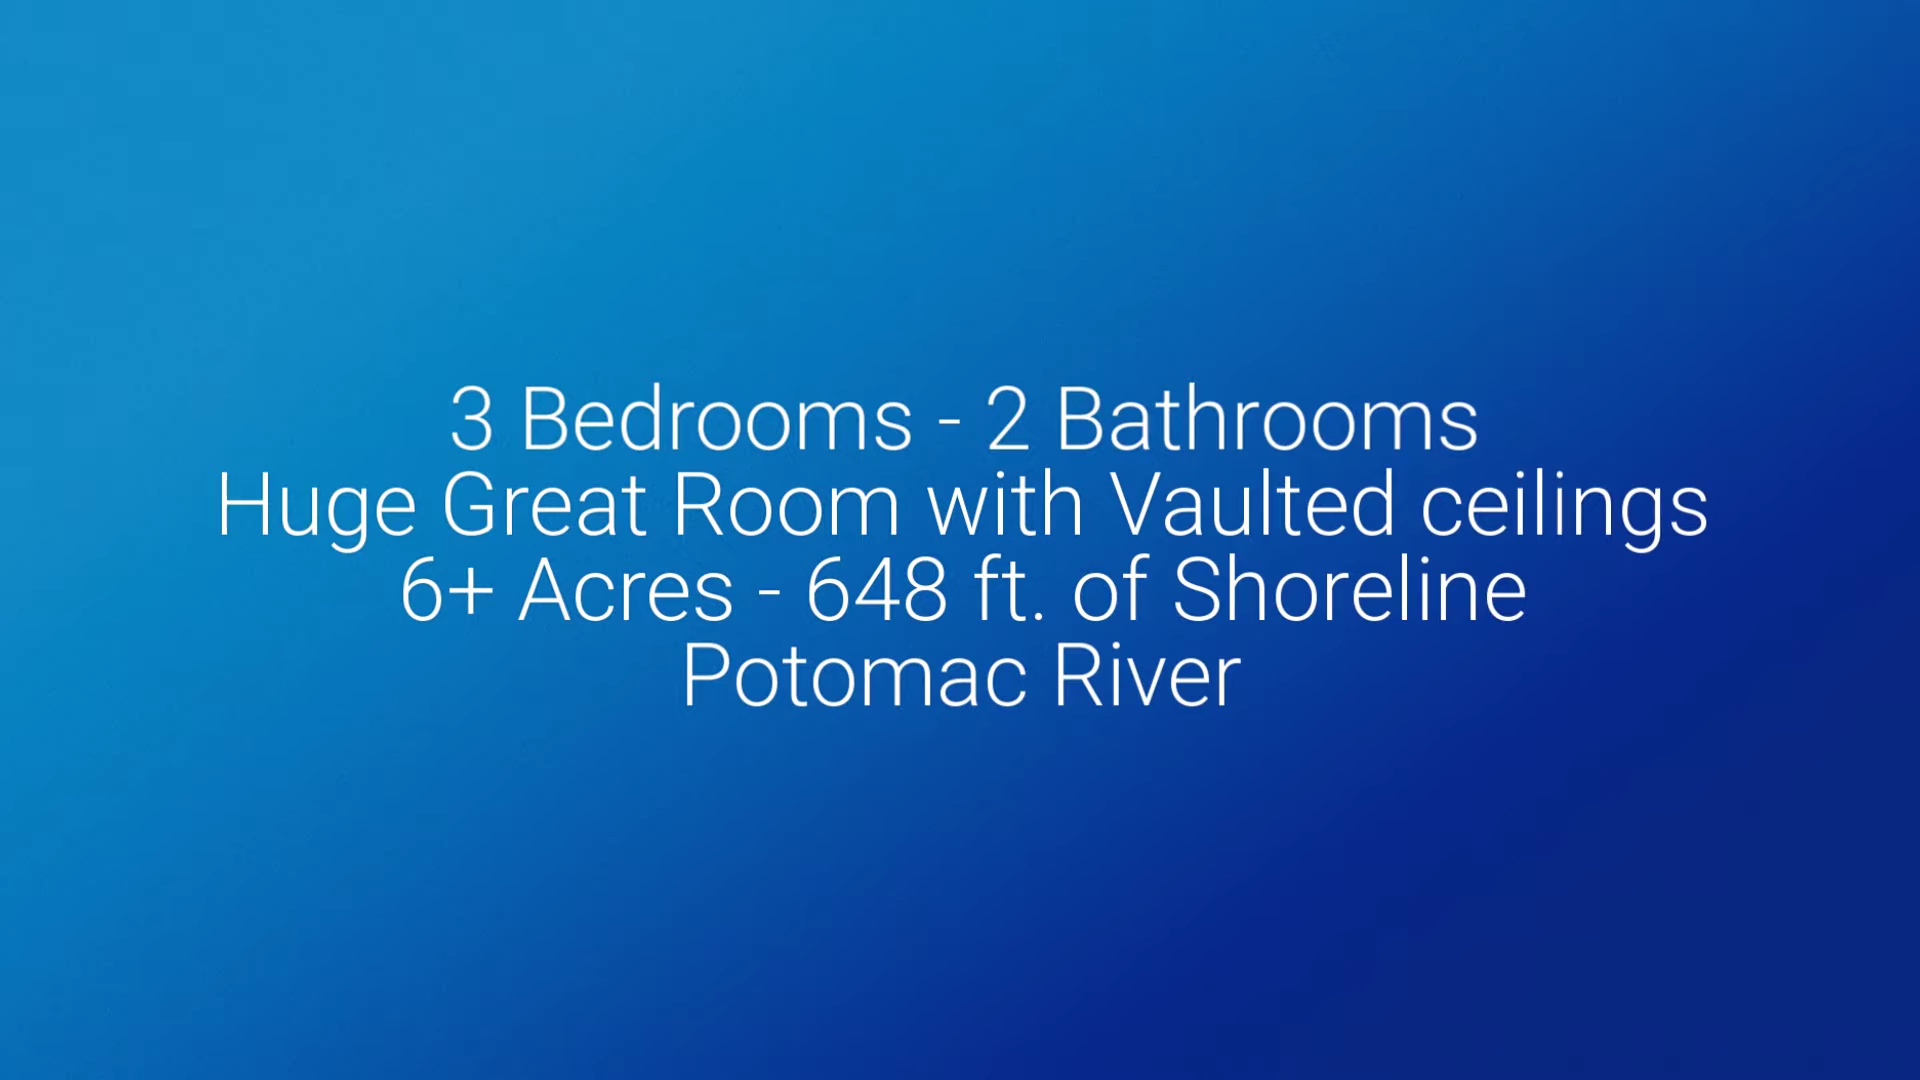 3 Bedrooms - 2 Bathrooms
Huge Great Room with Vaulted ceilings
6+ Acres - 648 ft. of Shoreline
Potomac River